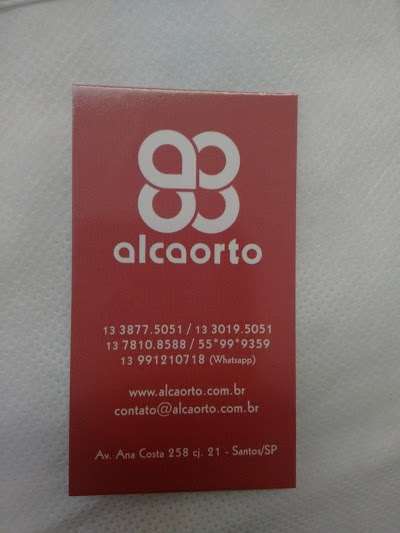 alcaorto
13 3877.5051 / 13 3019.5051
13 7810.8588 / 55*99*9359
13 991210718 (Whatsapp)
www.alcaorto.com.br
contato@alcaorto.com.br
Av. Ana Costa 258 cj. 21 - Santos/SP